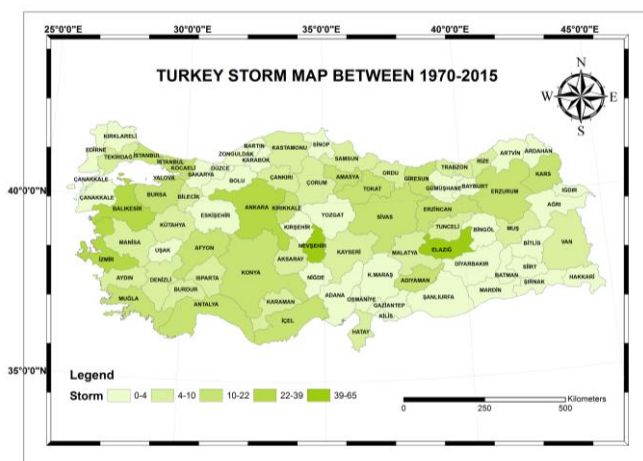 25°0'0"E 30°0'0"E 35°0'0"E 40°0'0"E 45°0'0"E
TURKEY STORM MAP BETWEEN 1970-2015
N
W E
S
KIRKLARELİ
EDİRNE
TEKİRDAĞ
İSTANBUL
İSTANBUL
KOCAELİ
YALOVA
SAKARYA
DÜZCE
ZONGULDAK
BARTIN
KARABÜK
KASTAMONU
SİNOP
SAMSUN
ORDU
GİRESUN
TRABZON
RİZE
ARTVİN
ARDAHAN
KARS
ÇANAKKALE
ÇANAKKALE
BALIKESİR
BURSA
BİLECİK
BOLU
ÇANKIRI
ÇORUM
AMASYA
TOKAT
GÜMÜŞHANE
BAYBURT
ERZURUM
IĞDIR
AĞRI
40°0'0"N 40°0'0"N
KÜTAHYA
ESKİŞEHİR
ANKARA
KIRIKKALE
YOZGAT
SİVAS
ERZİNCAN
TUNCELİ
BİNGÖL
MUŞ
MANİSA
UŞAK
AFYON
KIRŞEHİR
NEVŞEHİR
KAYSERİ
MALATYA
ELAZIĞ
BİTLİS
VAN
İZMİR
AYDIN
DENİZLİ
ISPARTA
BURDUR
KONYA
AKSARAY
NİĞDE
K.MARAŞ
ADIYAMAN
DİYARBAKIR
BATMAN
SİİRT
ŞIRNAK
HAKKARİ
MUĞLA
ANTALYA
KARAMAN
İÇEL
ADANA
OSMANİYE
GAZİANTEP
KİLİS
ŞANLIURFA
MARDİN
HATAY
35°0'0"N 35°0'0"N
Legend
Storm 0-4 4-10 10-22 22-39 39-65
Kilometers
0 250 500